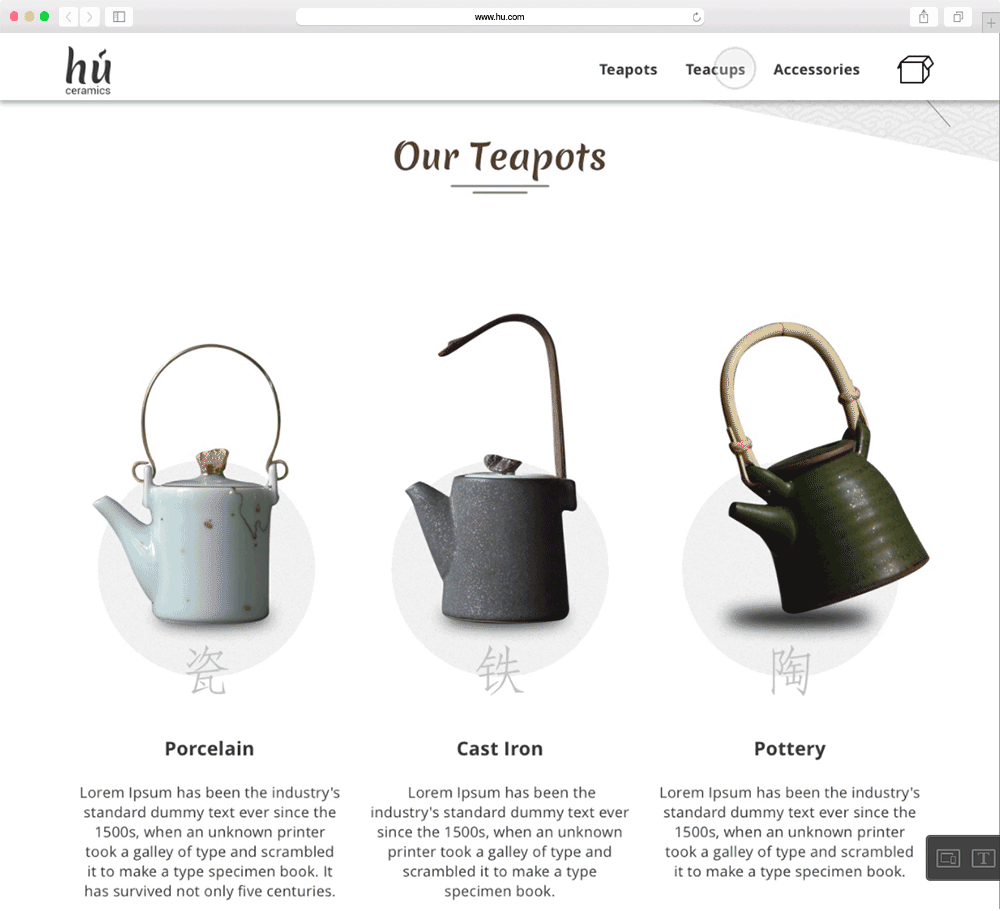 www.hu.com
hú
ceramics
Teapots Teacups Accessories
Our Teapots
瓷
铁
陶
Porcelain
Lorem Ipsum has been the industry's
standard dummy text ever since the
1500s, when an unknown printer
took a galley of type and scrambled
it to make a type specimen book. It
has survived not only five centuries.
Cast Iron
Lorem Ipsum has been the
industry's standard dummy text ever
since the 1500s, when an unknown
printer took a galley of type and
scrambled it to make a type
specimen book.
Pottery
Lorem Ipsum has been the industry's
standard dummy text ever since the
1500s, when an unknown printer
took a galley of type and scrambled
it to make a type specimen book.
T